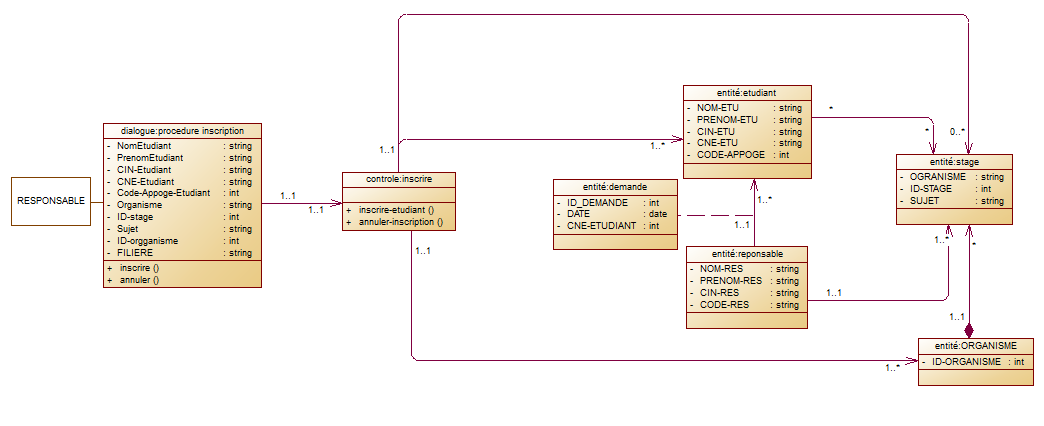 RESPONSABLE
dialogue:procedure inscription
- NomEtudiant : string
- PrenomEtudiant : string
- CIN-Etudiant : string
- CNE-Etudiant : string
- Code-Appoge-Etudiant : int
- Organisme : string
- ID-stage : int
- Sujet : string
- ID-orgganisme : int
- FILIERE : string
+ inscrire ()
+ annuler ()
1..1
1..1
controle:inscrire
+ inscrire-etudiant ()
+ annuler-inscription ()
1..1
1..1
entité:etudiant
- NOM-ETU : string
- PRENOM-ETU : string
- CIN-ETU : string
- CNE-ETU : string
- CODE-APPOGE : int
1..*
*
*
0..*
entité:stage
- OGRANISME : string
- ID-STAGE : int
- SUJET : string
entité:demande
- ID_DEMANDE : int
- DATE : date
- CNE-ETUDIANT : int
1..*
1..1
entité:reponsable
- NOM-RES : string
- PRENOM-RES : string
- CIN-RES : string
- CODE-RES : string
1..1
1..*
*
1..1
entité:ORGANISME
- ID-ORGANISME : int
1..*